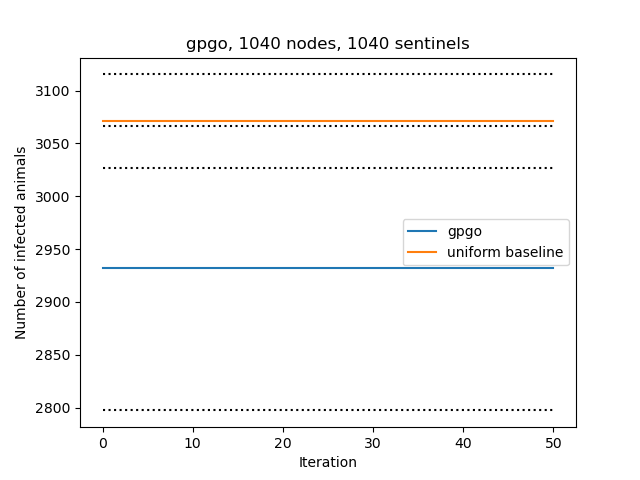 gpgo, 1040 nodes, 1040 sentinels
3100
3050
3000
2950
2900
2850
2800
Number of infected animals
gpgo
uniform baseline
0 10 20 30 40 50
Iteration